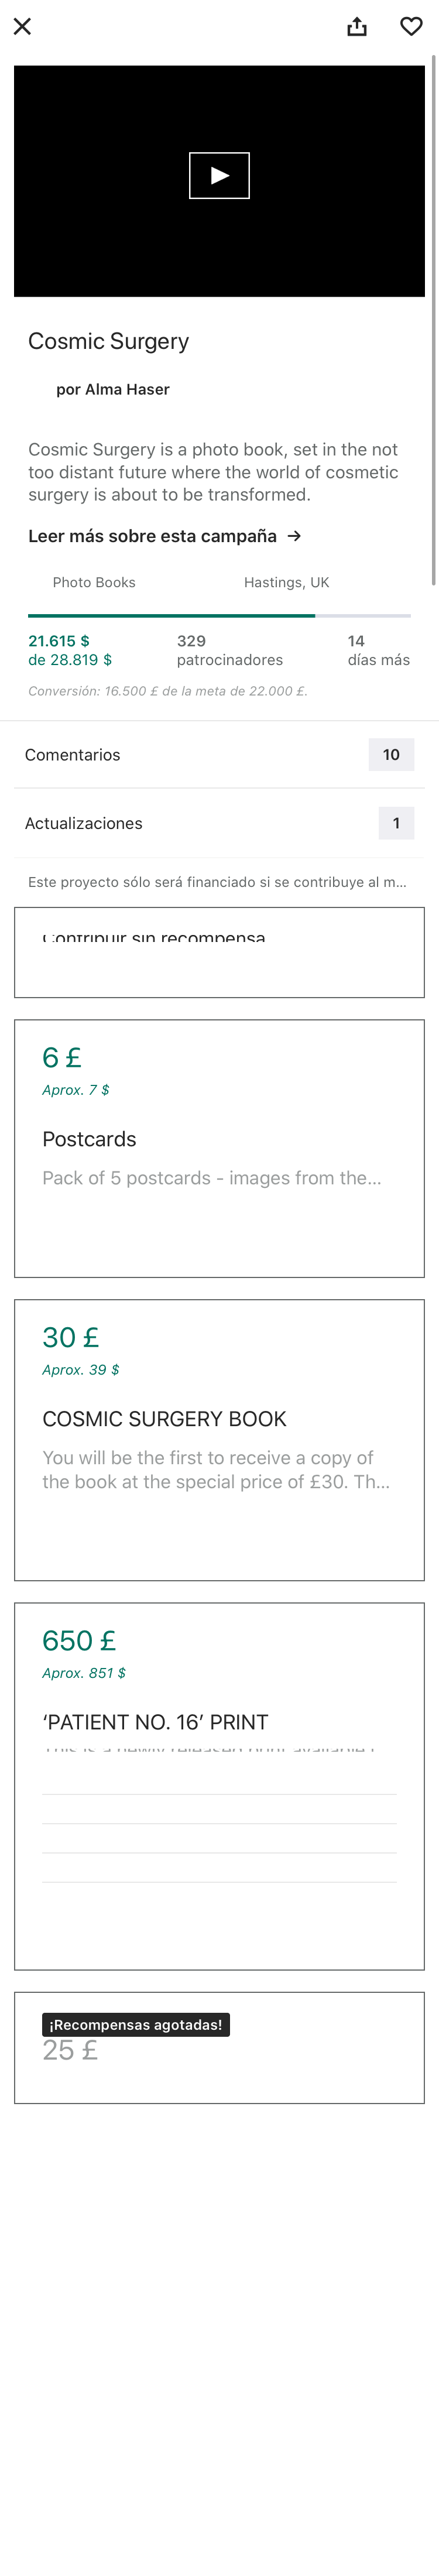 Cosmic Surgery
por Alma Haser
Cosmic Surgery is a photo book, set in the not
too distant future where the world of cosmetic
surgery is about to be transformed.
Leer más sobre esta campaña →
Photo Books
Hastings, UK
21.615 $
de 28.819 $
329
patrocinadores
14
días más
Conversión: 16.500 £ de la meta de 22.000 £.
Comentarios
10
Actualizaciones
1
Este proyecto sólo será financiado si se contribuye al m...
Contribuir sin recompensa
6 £
Aprox. 7 $
Postcards
Pack of 5 postcards - images from the...
30 £
Aprox. 39 $
COSMIC SURGERY BOOK
You will be the first to receive a copy of
the book at the special price of £30. Th...
650 £
Aprox. 851 $
‘PATIENT NO. 16’ PRINT
This is a newly released print available
¡Recompensas agotadas!
25 £